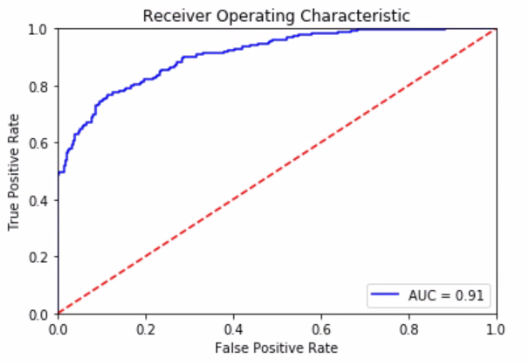 Receiver Operating Characteristic
1.0
0.8
0.6
0.4
0.2
0.0
True Positive Rate
AUC = 0.91
0.0 0.2 0.4 0.6 0.8 1.0
False Positive Rate